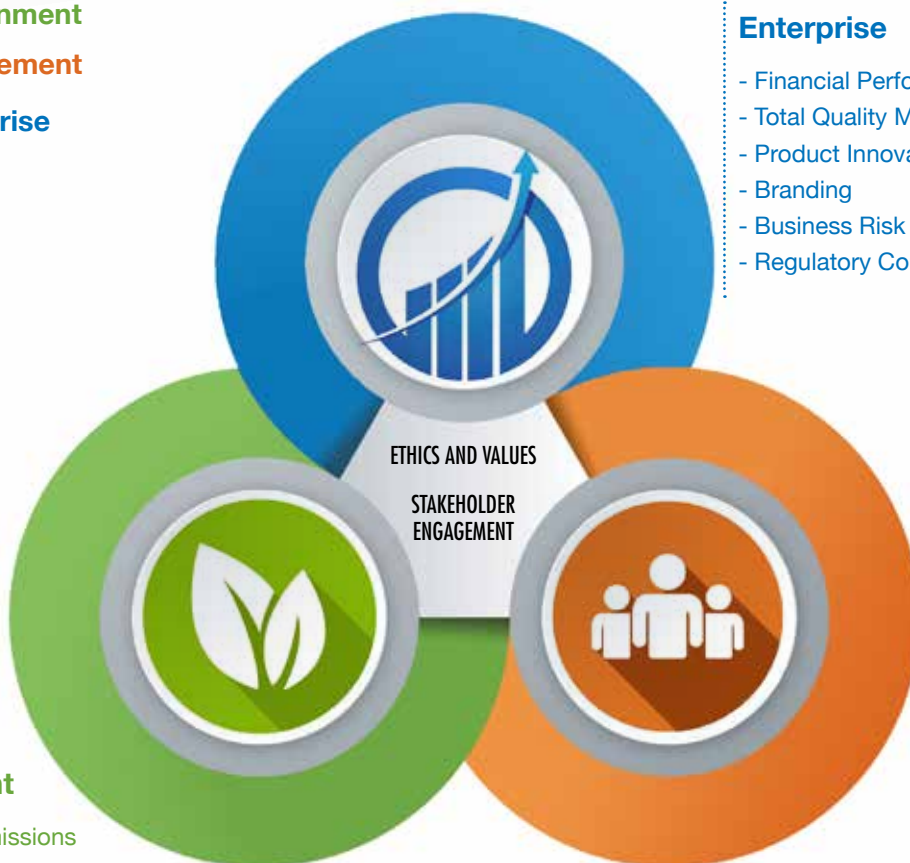 nment
ement
rise
Enterprise
- Financial Perfo
- Total Quality M
- Product Innova
- Branding
- Business Risk
- Regulatory Co
ETHICS AND VALUES
STAKEHOLDER
ENGAGEMENT
nt
issions